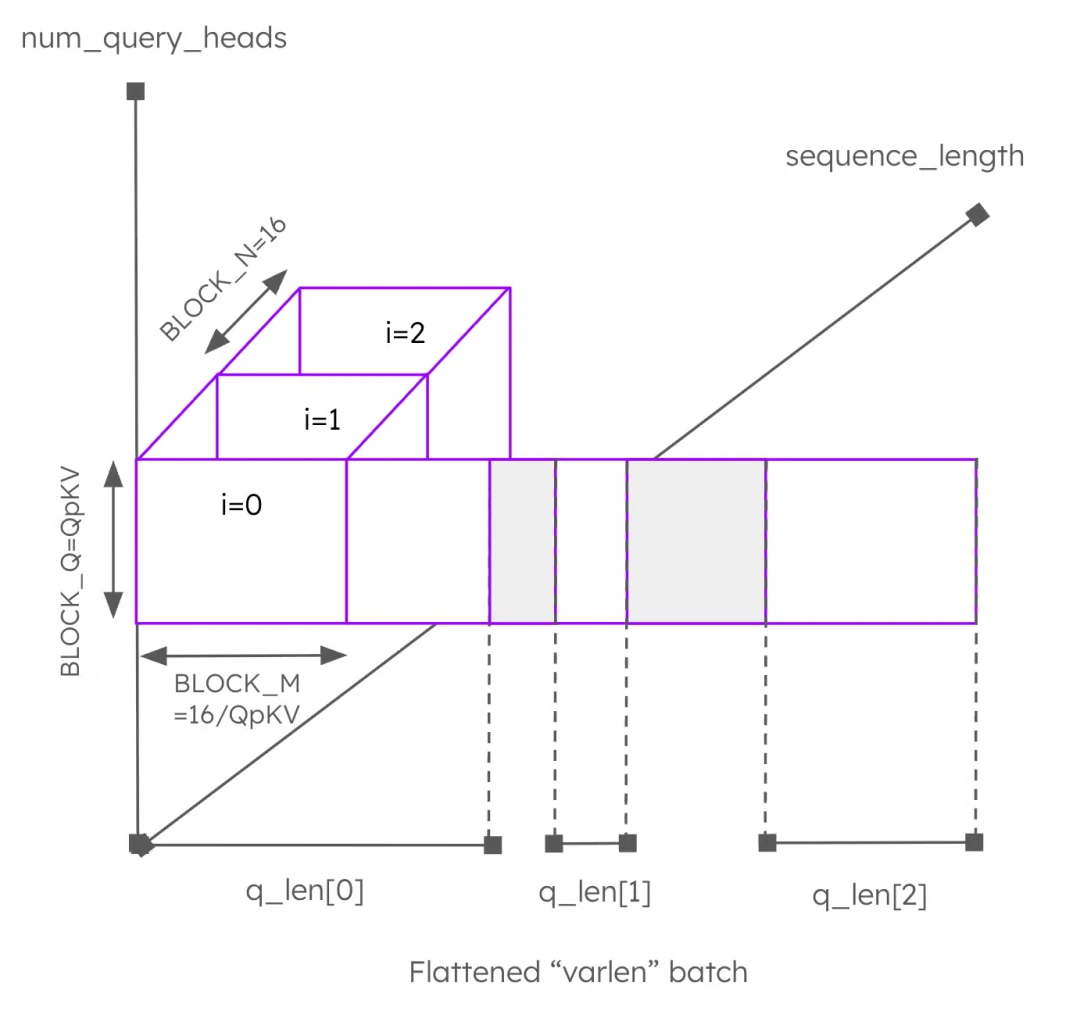 num_query_heads
sequence_length
BLOCK_N=16
i=2
i=1
i=0
BLOCK_Q=QpKV
BLOCK_M
=16/QpKV
q_len[0]
q_len[1]
q_len[2]
Flattened “varlen” batch